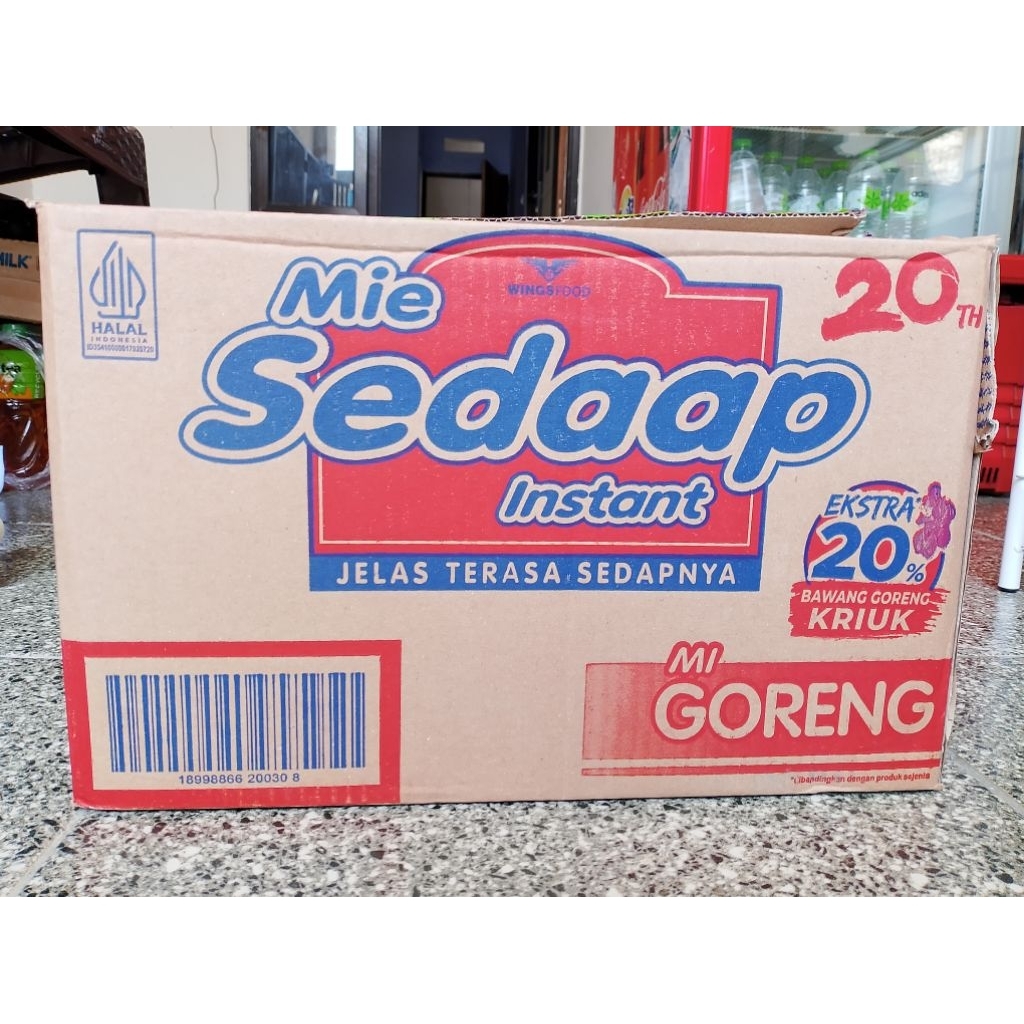 HALAL
INDONESIA
Mie
WINGSFOOD
Sedaap
Instant
JELAS TERASA SEDAPNYA
20TH
EKSTRA*
20%
BAWANG GORENG
KRIUK
MI
GORENG
*Dibandingkan dengan produk sejenis
18998866 20030 8